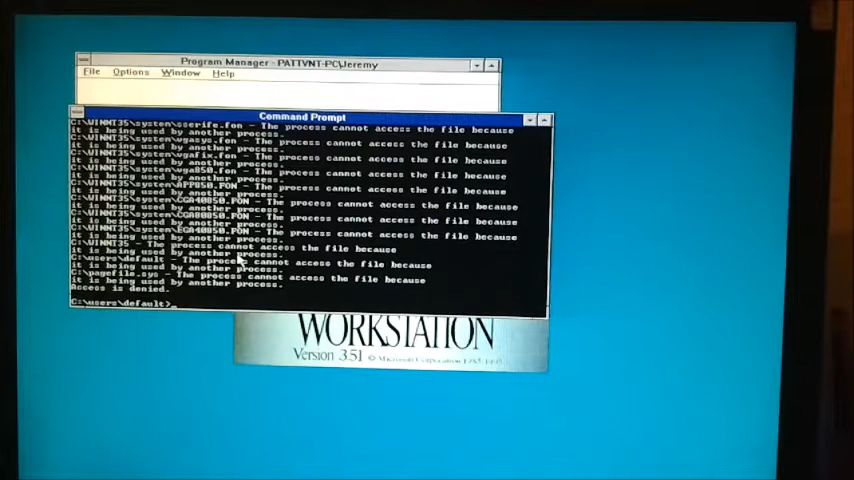 Program Manager - PATTVNT-PC\Jeremy
File Options Window Help
Command Prompt
C:\WINNT35\system\sserife.fon - The process cannot access the file because
it is being used by another process.
C:\WINNT35\system\vgasys.fon - The process cannot access the file because
it is being used by another process.
C:\WINNT35\system\vgafix.fon - The process cannot access the file because
it is being used by another process.
C:\WINNT35\system\vga850.fon - The process cannot access the file because
it is being used by another process.
C:\WINNT35\system\APP850.FON - The process cannot access the file because
it is being used by another process.
C:\WINNT35\system\CGA40850.FON - The process cannot access the file because
it is being used by another process.
C:\WINNT35\system\CGA80850.FON - The process cannot access the file because
it is being used by another process.
C:\WINNT35\system\EGA40850.FON - The process cannot access the file because
it is being used by another process.
C:\WINNT35 - The process cannot access the file because
it is being used by another process.
C:\users\default - The process cannot access the file because
it is being used by another process.
C:\pagefile.sys - The process cannot access the file because
it is being used by another process.
Access is denied.
C:\users\default>_
WORKSTATION
Version 3.51 © Microsoft Corporation 1985-1995